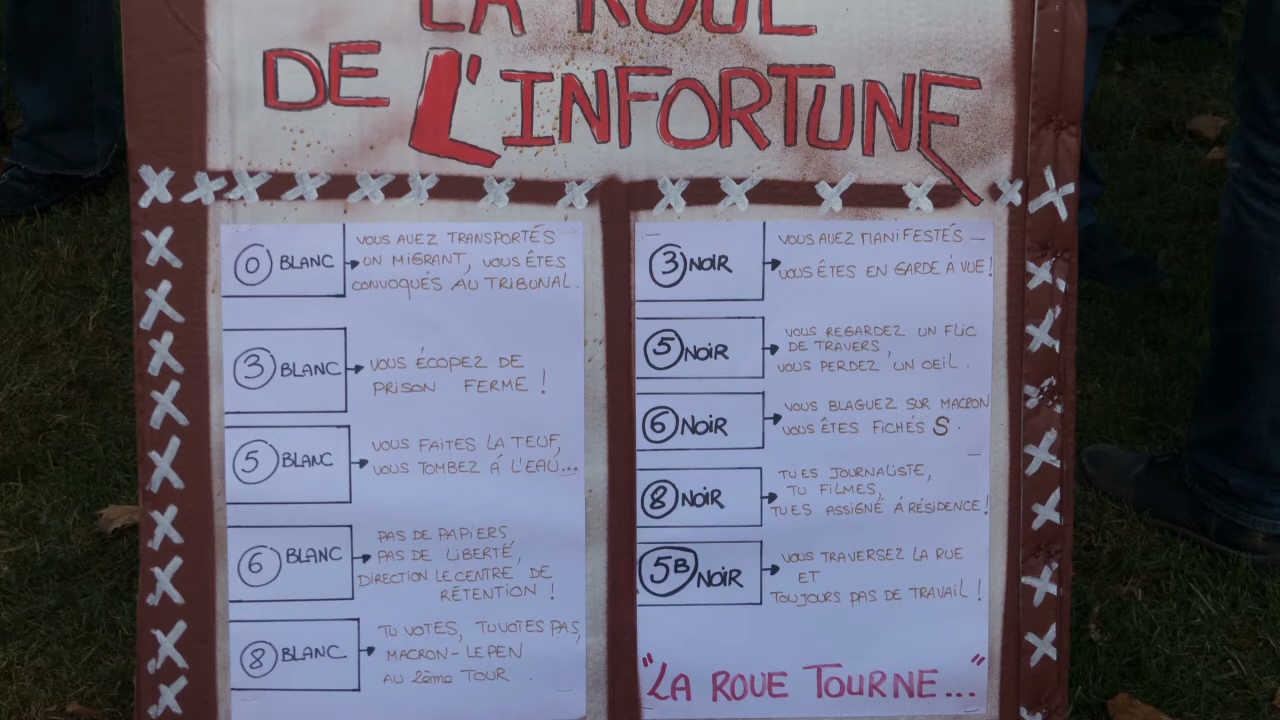 LA ROUE
DE L'INFORTUNE
0 BLANC
VOUS AVEZ TRANSPORTÉS
UN MIGRANT, VOUS ÊTES
CONVOQUÉS AU TRIBUNAL.
3 BLANC
VOUS ÉCOPEZ DE
PRISON FERME !
5 BLANC
VOUS FAITES LA TEUF,
VOUS TOMBEZ À L'EAU...
6 BLANC
PAS DE PAPIERS,
PAS DE LIBERTÉ,
DIRECTION LE CENTRE DE
RÉTENTION !
8 BLANC
TU VOTES, TU VOTES PAS,
MACRON-LE PEN
AU 2ème TOUR.
3 NOIR
VOUS AVEZ MANIFESTÉS
VOUS ÊTES EN GARDE À VUE!
5 NOIR
VOUS REGARDEZ UN FLIC
DE TRAVERS,
VOUS PERDEZ UN OEIL.
6 NOIR
VOUS BLAGUEZ SUR MACRON
VOUS ÊTES FICHÉS S.
8 NOIR
TU ES JOURNALISTE,
TU FILMES,
TU ES ASSIGNÉ À RÉSIDENCE!
5B NOIR
VOUS TRAVERSEZ LA RUE
ET
TOUJOURS PAS DE TRAVAIL !
"LA ROUE TOURNE..."